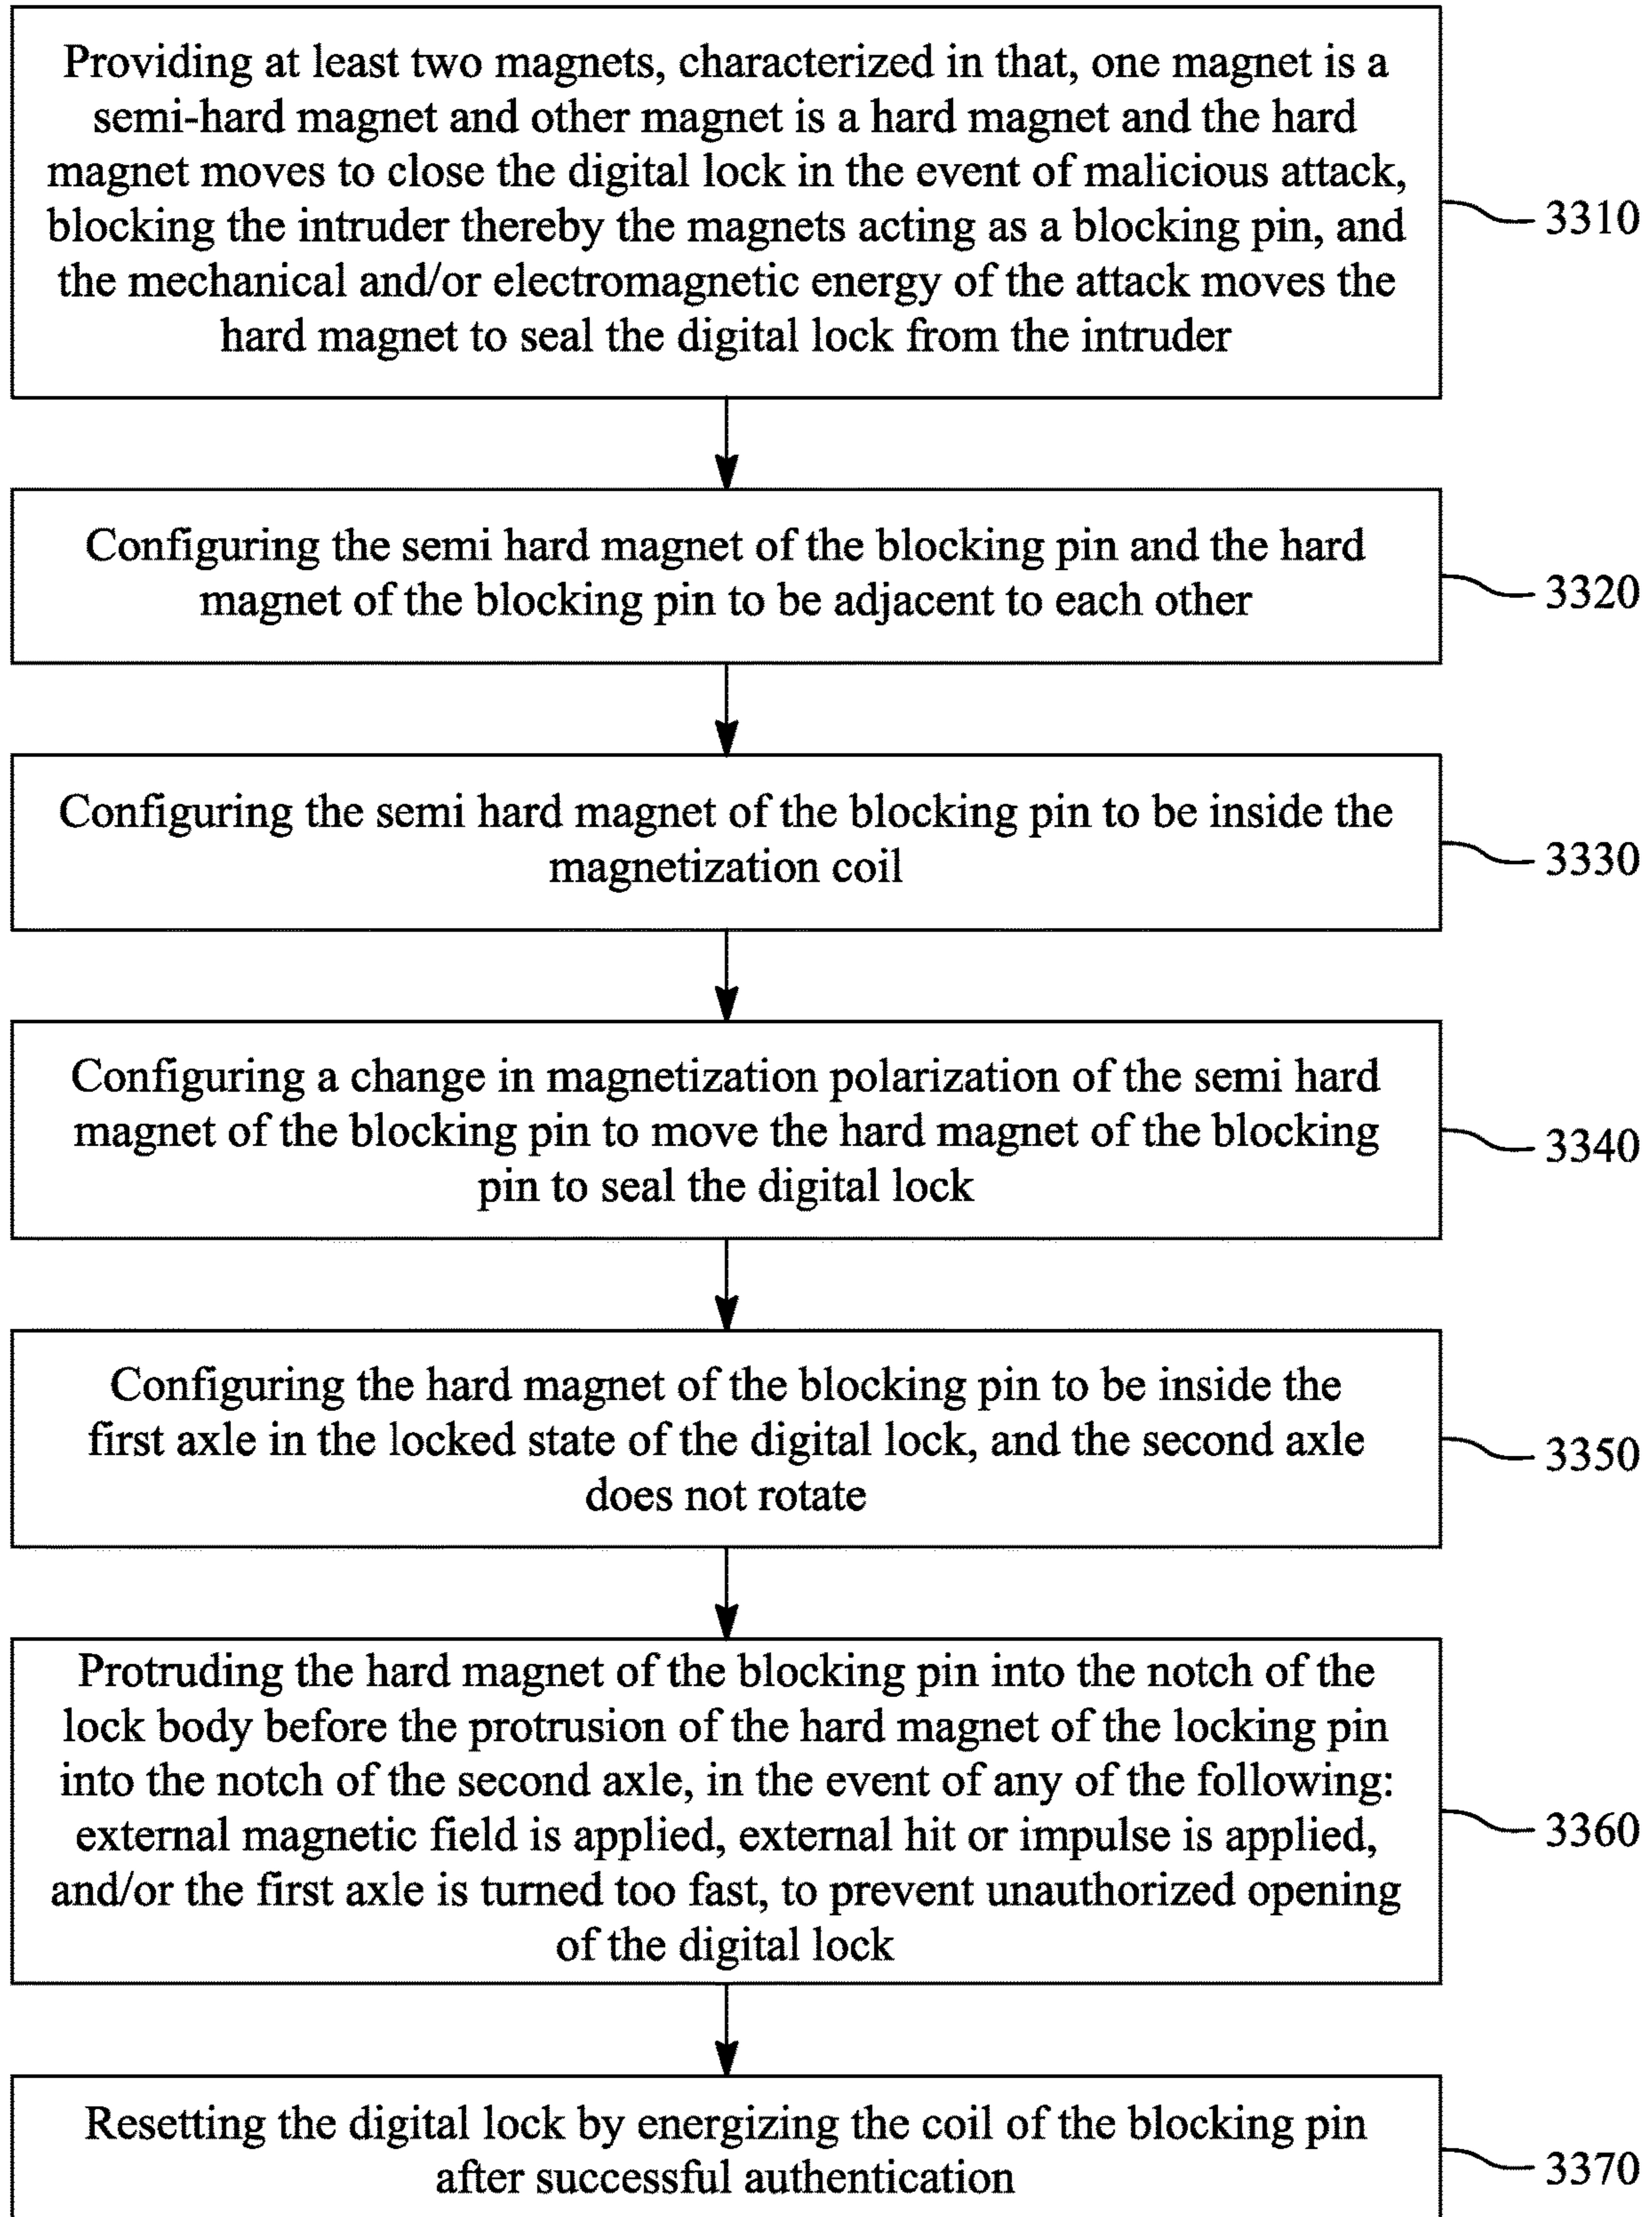 Providing at least two magnets, characterized in that, one magnet is a
semi-hard magnet and other magnet is a hard magnet and the hard
magnet moves to close the digital lock in the event of malicious attack,
blocking the intruder thereby the magnets acting as a blocking pin, and
the mechanical and/or electromagnetic energy of the attack moves the
hard magnet to seal the digital lock from the intruder
3310
Configuring the semi hard magnet of the blocking pin and the hard
magnet of the blocking pin to be adjacent to each other
3320
Configuring the semi hard magnet of the blocking pin to be inside the
magnetization coil
3330
Configuring a change in magnetization polarization of the semi hard
magnet of the blocking pin to move the hard magnet of the blocking
pin to seal the digital lock
3340
Configuring the hard magnet of the blocking pin to be inside the
first axle in the locked state of the digital lock, and the second axle
does not rotate
3350
Protruding the hard magnet of the blocking pin into the notch of the
lock body before the protrusion of the hard magnet of the locking pin
into the notch of the second axle, in the event of any of the following:
external magnetic field is applied, external hit or impulse is applied,
and/or the first axle is turned too fast, to prevent unauthorized opening
of the digital lock
3360
Resetting the digital lock by energizing the coil of the blocking pin
after successful authentication
3370